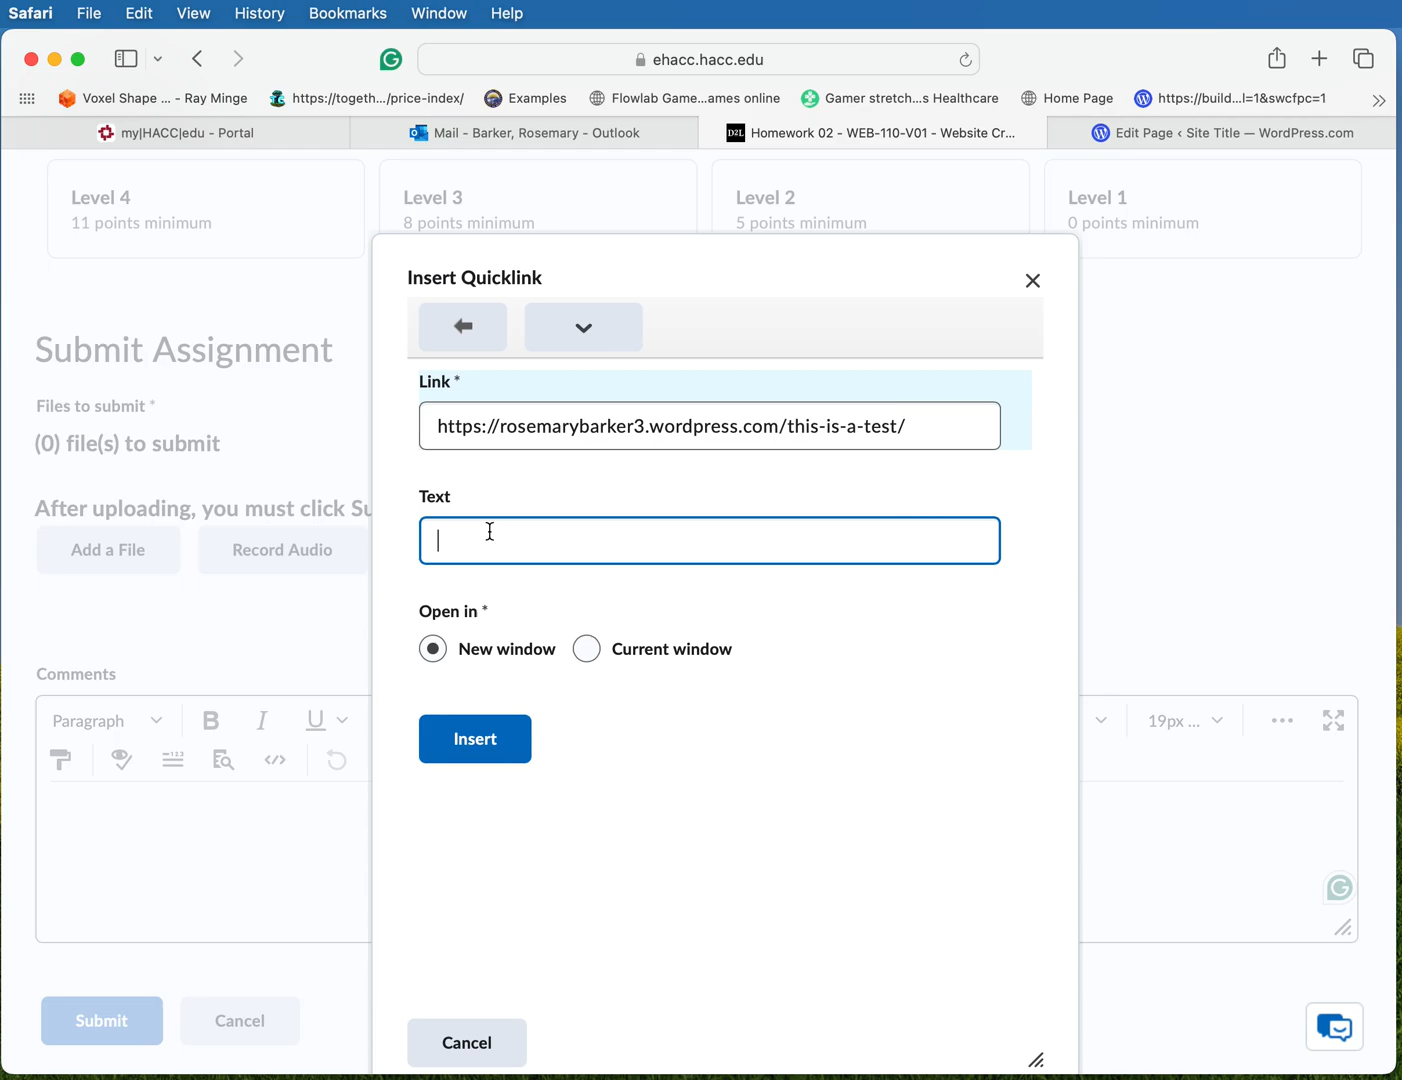 Safari File Edit View History Bookmarks Window Help
ehacc.hacc.edu
Voxel Shape ... - Ray Minge https://togeth.../price-index/ Examples Flowlab Game...ames online Gamer stretch...s Healthcare Home Page https://build...l=1&swcfpc=1
my|HACC|edu - Portal Mail - Barker, Rosemary - Outlook D2L Homework 02 - WEB-110-V01 - Website Cr... Edit Page ‹ Site Title — WordPress.com
Level 4 Level 3 Level 2 Level 1
11 points minimum 8 points minimum 5 points minimum 0 points minimum
Insert Quicklink
Link *
https://rosemarybarker3.wordpress.com/this-is-a-test/
Text
Open in *
New window Current window
Insert
Cancel
Submit Assignment
Files to submit *
(0) file(s) to submit
After uploading, you must click Su
Add a File Record Audio
Comments
Paragraph B I U 19px ...
Submit Cancel